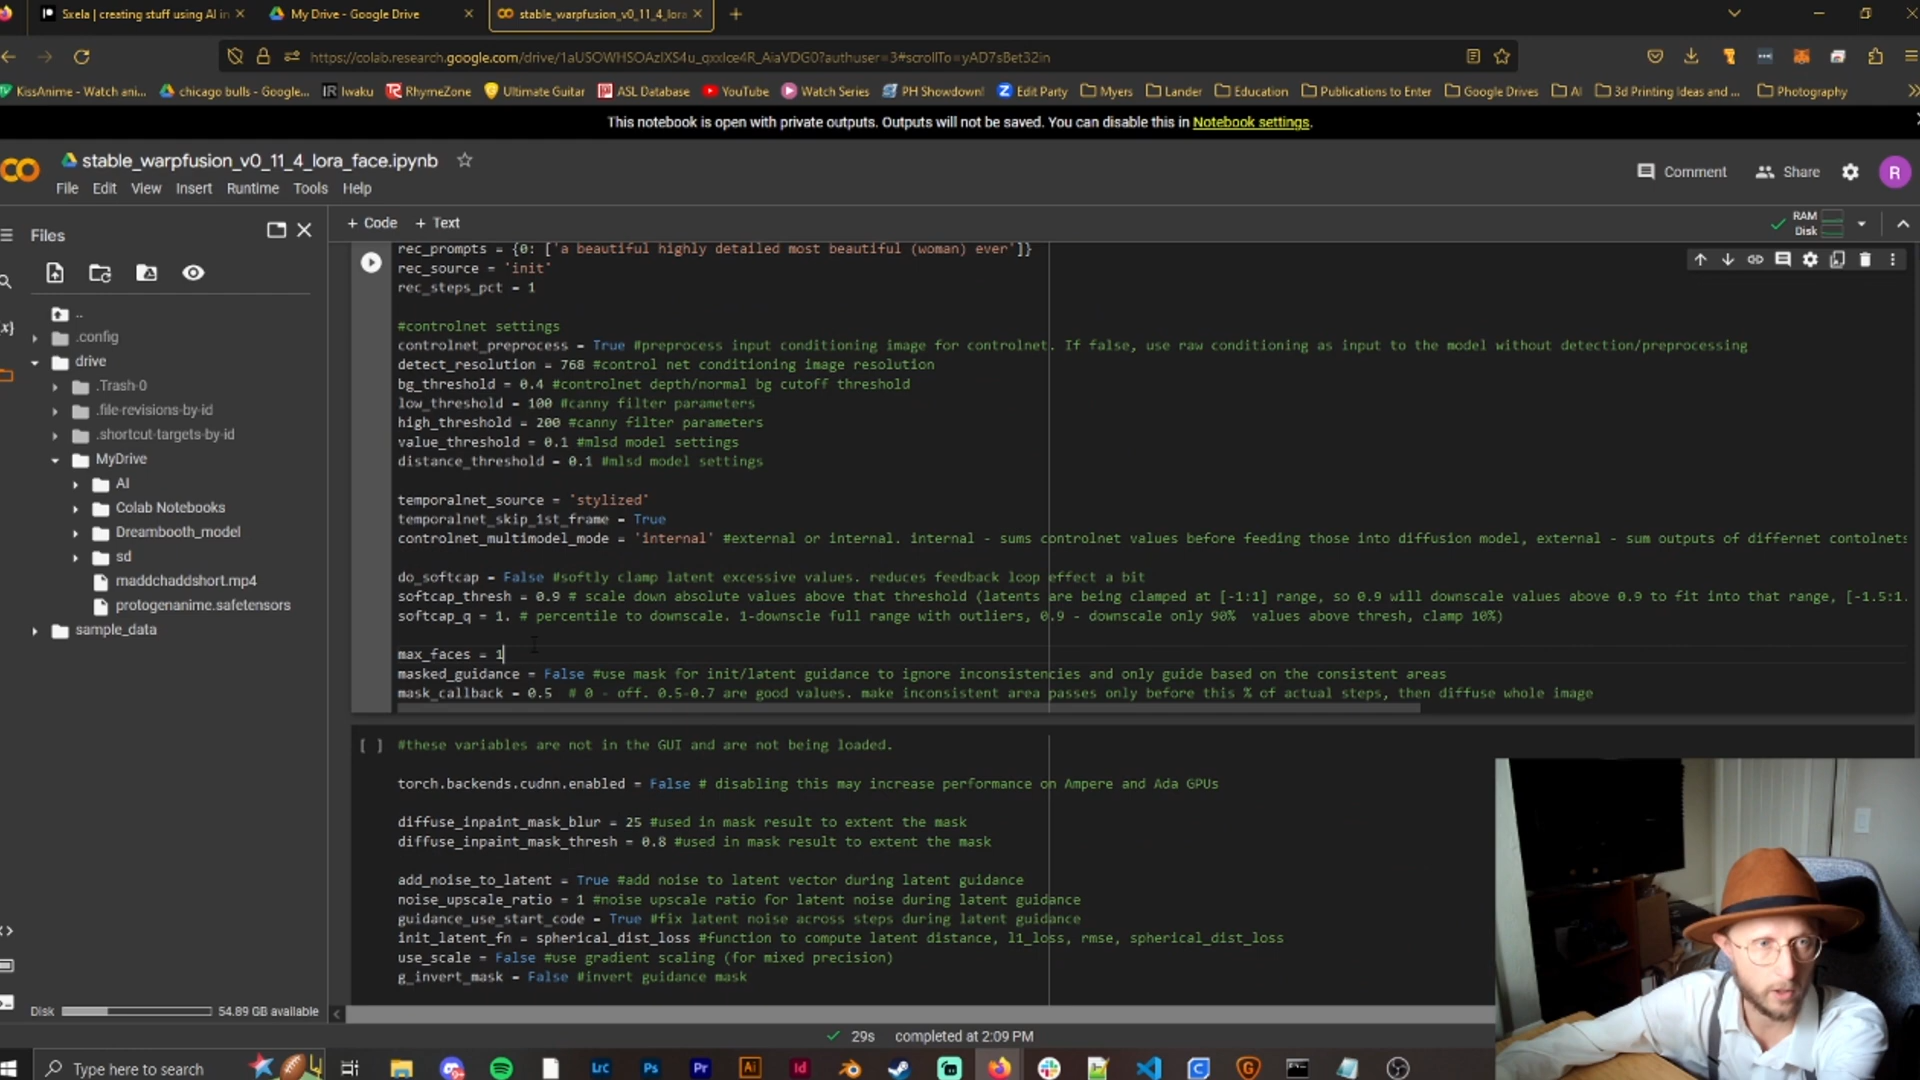 Sxela | creating stuff using AI in
My Drive - Google Drive
stable_warpfusion_v0_11_4_lora
https://colab.research.google.com/drive/1aUSOWHSOAzIXS4u_qxxIce4R_AiaVDG0?authuser=3#scrollTo=yAD7sBet32in
KissAnime - Watch ani...
chicago bulls - Google...
Iwaku
RhymeZone
Ultimate Guitar
ASL Database
YouTube
Watch Series
PH Showdown!
Edit Party
Myers
Lander
Education
Publications to Enter
Google Drives
AI
3d Printing Ideas and ...
Photography
This notebook is open with private outputs. Outputs will not be saved. You can disable this in Notebook settings.
stable_warpfusion_v0_11_4_lora_face.ipynb
File Edit View Insert Runtime Tools Help
Comment
Share
R
Files
+ Code + Text
RAM
Disk
..
.config
drive
.Trash-0
.file-revisions-by-id
.shortcut-targets-by-id
MyDrive
AI
Colab Notebooks
Dreambooth_model
sd
maddchaddshort.mp4
protogenanime.safetensors
sample_data
Disk
54.89 GB available
rec_prompts = {0: ['a beautiful highly detailed most beautiful (woman) ever']}
rec_source = 'init'
rec_steps_pct = 1
#controlnet settings
controlnet_preprocess = True #preprocess input conditioning image for controlnet. If false, use raw conditioning as input to the model without detection/preprocessing
detect_resolution = 768 #control net conditioning image resolution
bg_threshold = 0.4 #controlnet depth/normal bg cutoff threshold
low_threshold = 100 #canny filter parameters
high_threshold = 200 #canny filter parameters
value_threshold = 0.1 #mlsd model settings
distance_threshold = 0.1 #mlsd model settings
temporalnet_source = 'stylized'
temporalnet_skip_1st_frame = True
controlnet_multimodel_mode = 'internal' #external or internal. internal - sums controlnet values before feeding those into diffusion model, external - sum outputs of differnet contolnets
do_softcap = False #softly clamp latent excessive values. reduces feedback loop effect a bit
softcap_thresh = 0.9 # scale down absolute values above that threshold (latents are being clamped at [-1:1] range, so 0.9 will downscale values above 0.9 to fit into that range, [-1.5:1.
softcap_q = 1. # percentile to downscale. 1-downscle full range with outliers, 0.9 - downscale only 90% values above thresh, clamp 10%)
max_faces = 1
masked_guidance = False #use mask for init/latent guidance to ignore inconsistencies and only guide based on the consistent areas
mask_callback = 0.5 # 0 - off. 0.5-0.7 are good values. make inconsistent area passes only before this % of actual steps, then diffuse whole image
[ ] #these variables are not in the GUI and are not being loaded.
torch.backends.cudnn.enabled = False # disabling this may increase performance on Ampere and Ada GPUs
diffuse_inpaint_mask_blur = 25 #used in mask result to extent the mask
diffuse_inpaint_mask_thresh = 0.8 #used in mask result to extent the mask
add_noise_to_latent = True #add noise to latent vector during latent guidance
noise_upscale_ratio = 1 #noise upscale ratio for latent noise during latent guidance
guidance_use_start_code = True #fix latent noise across steps during latent guidance
init_latent_fn = spherical_dist_loss #function to compute latent distance, l1_loss, rmse, spherical_dist_loss
use_scale = False #use gradient scaling (for mixed precision)
g_invert_mask = False #invert guidance mask
29s completed at 2:09 PM
Type here to search
Lrc
Ps
Pr
Ai
Id